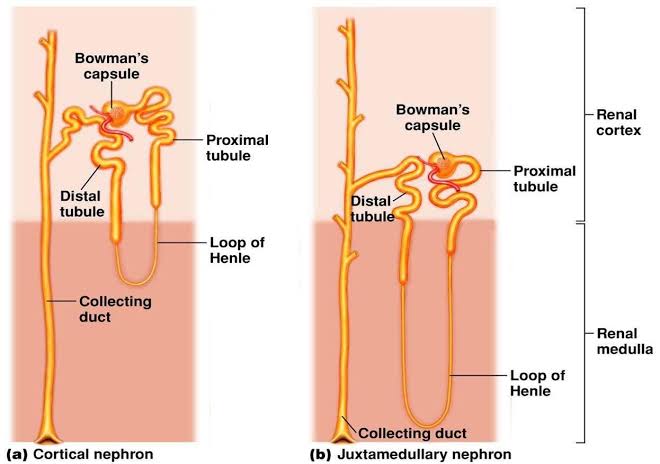 Bowman's
capsule
Proximal
tubule
Distal
tubule
Loop of
Henle
Collecting
duct
(a) Cortical nephron
Bowman's
capsule
Proximal
tubule
Distal
tubule
Loop of
Henle
Collecting duct
(b) Juxtamedullary nephron
Renal
cortex
Renal
medulla